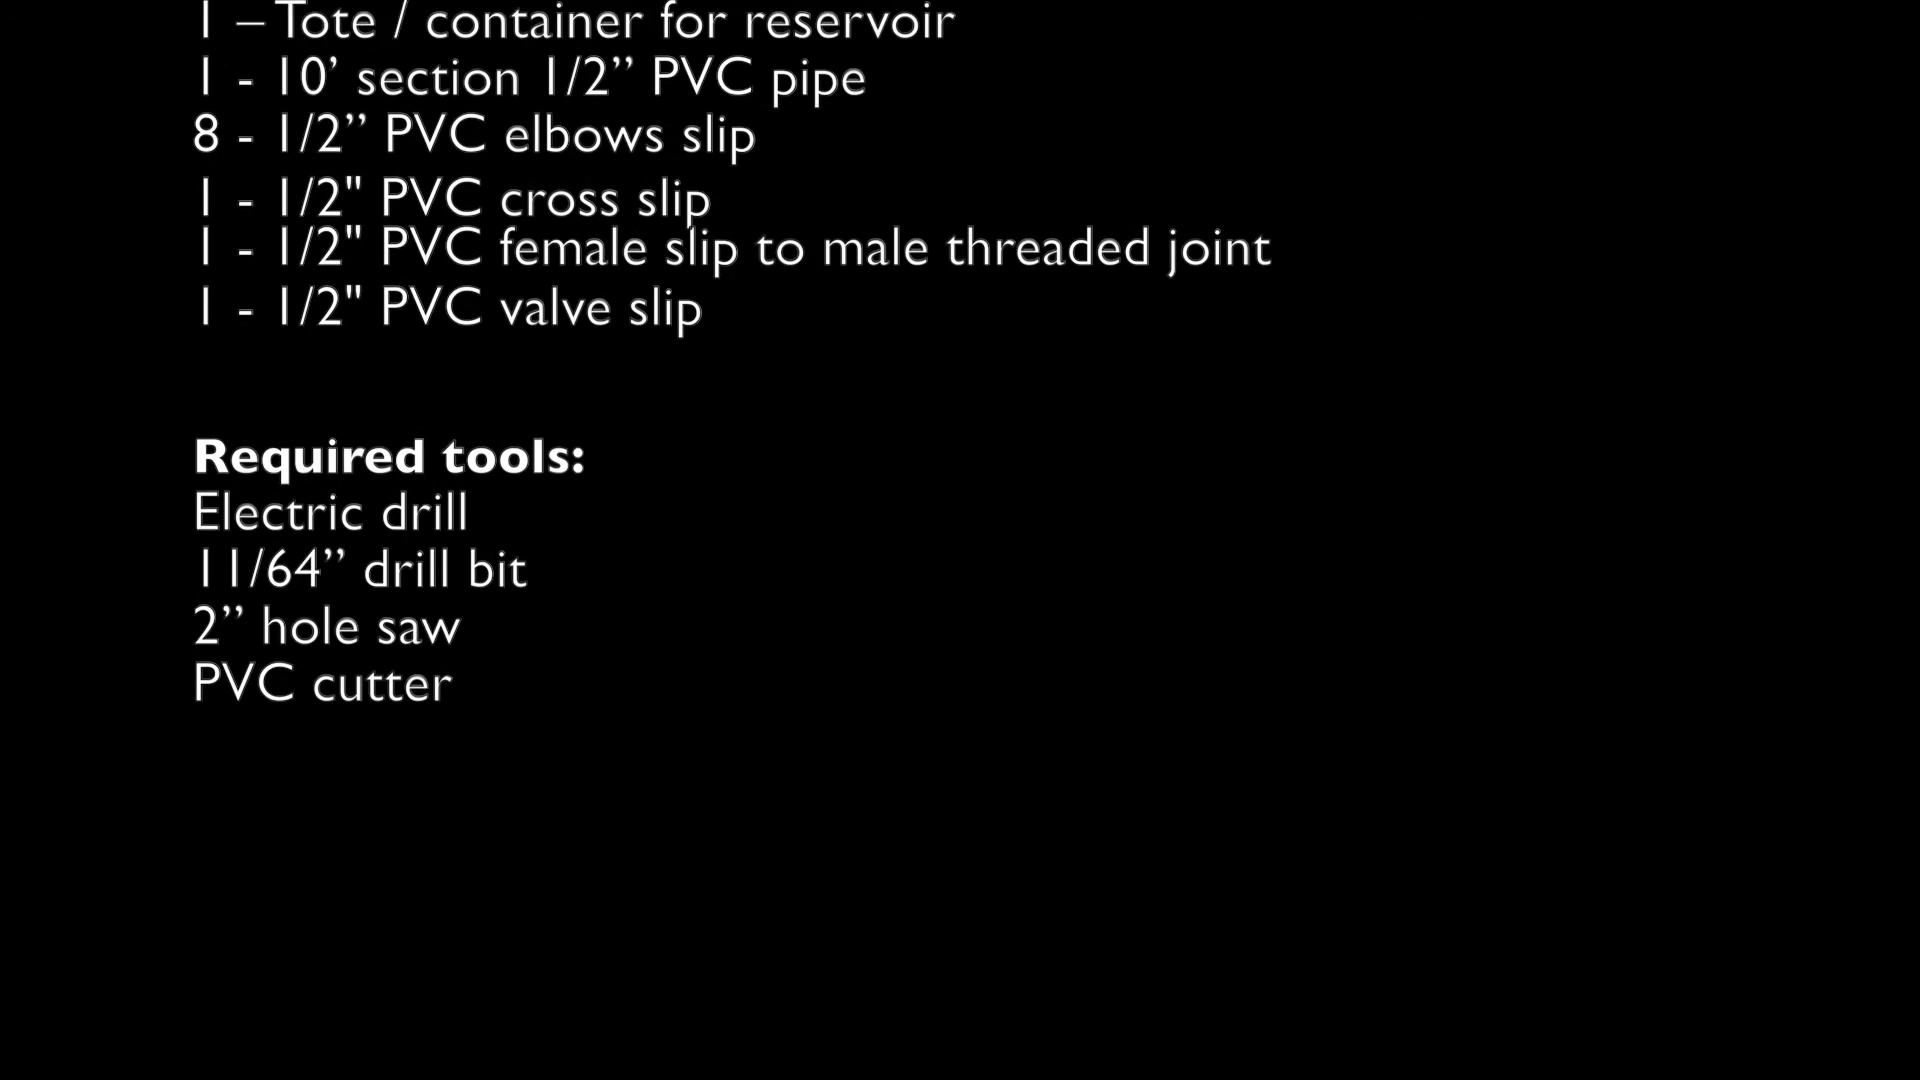 1 – Tote / container for reservoir
1 - 10’ section 1/2” PVC pipe
8 - 1/2” PVC elbows slip
1 - 1/2" PVC cross slip
1 - 1/2" PVC female slip to male threaded joint
1 - 1/2" PVC valve slip
Required tools:
Electric drill
11/64” drill bit
2” hole saw
PVC cutter